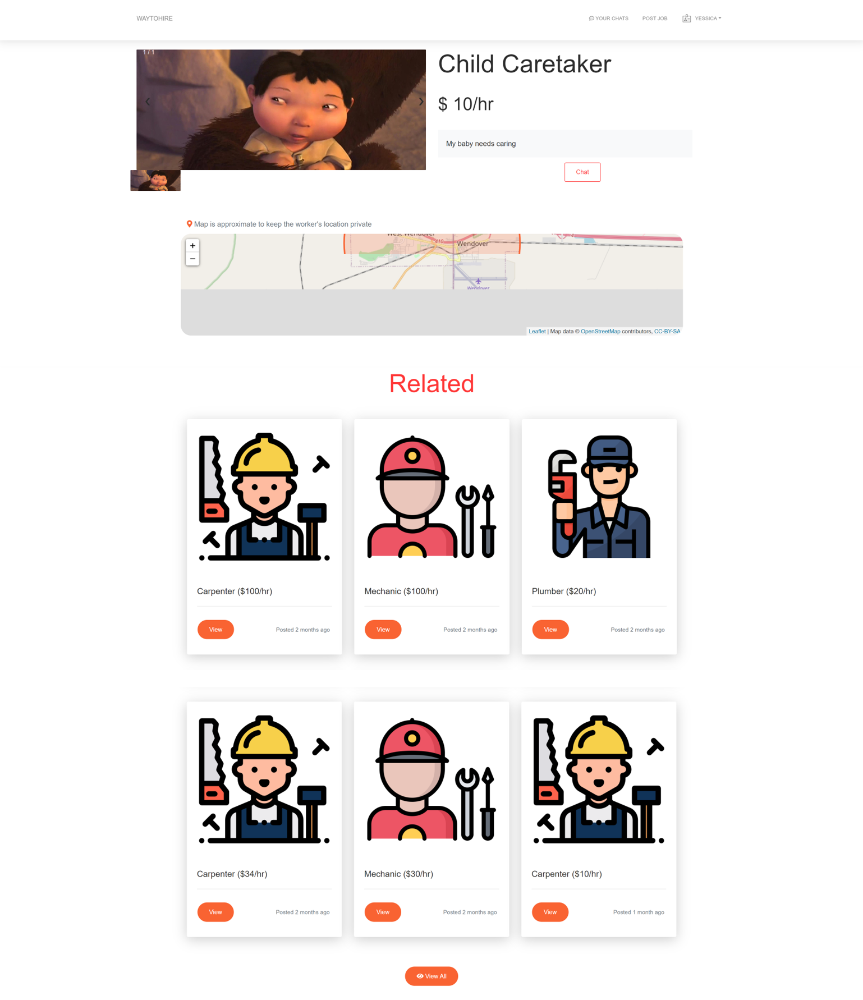 WAYTOHIRE
YOUR CHATS
POST JOB
YESSICA
1 / 1
Child Caretaker
$ 10/hr
My baby needs caring
Chat
Map is approximate to keep the worker's location private
+
−
West Wendover
410
Wendover
4
Wendover
Leaflet | Map data © OpenStreetMap contributors, CC-BY-SA
Related
Carpenter ($100/hr)
View
Posted 2 months ago
Mechanic ($100/hr)
View
Posted 2 months ago
Plumber ($20/hr)
View
Posted 2 months ago
Carpenter ($34/hr)
View
Posted 2 months ago
Mechanic ($30/hr)
View
Posted 2 months ago
Carpenter ($10/hr)
View
Posted 1 month ago
View All